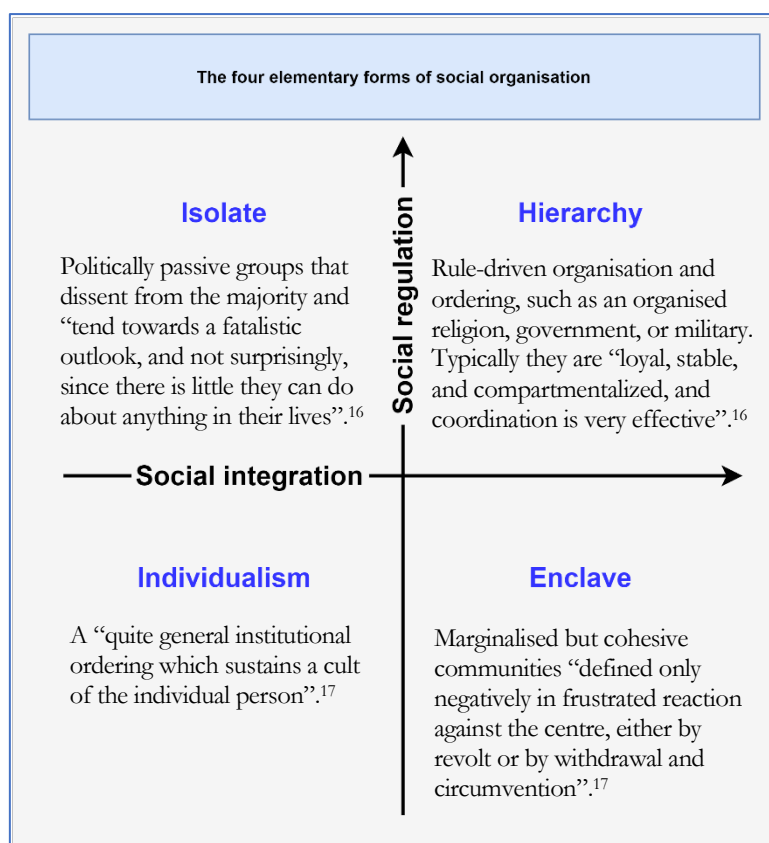 The four elementary forms of social organisation
Isolate
Politically passive groups that
dissent from the majority and
“tend towards a fatalistic
outlook, and not surprisingly,
since there is little they can do
about anything in their lives”.¹⁶
Social regulation
Hierarchy
Rule-driven organisation and
ordering, such as an organised
religion, government, or military.
Typically they are “loyal, stable,
and compartmentalized, and
coordination is very effective”.¹⁶
Social integration
Individualism
A “quite general institutional
ordering which sustains a cult
of the individual person”.¹⁷
Enclave
Marginalised but cohesive
communities “defined only
negatively in frustrated reaction
against the centre, either by
revolt or by withdrawal and
circumvention”.¹⁷